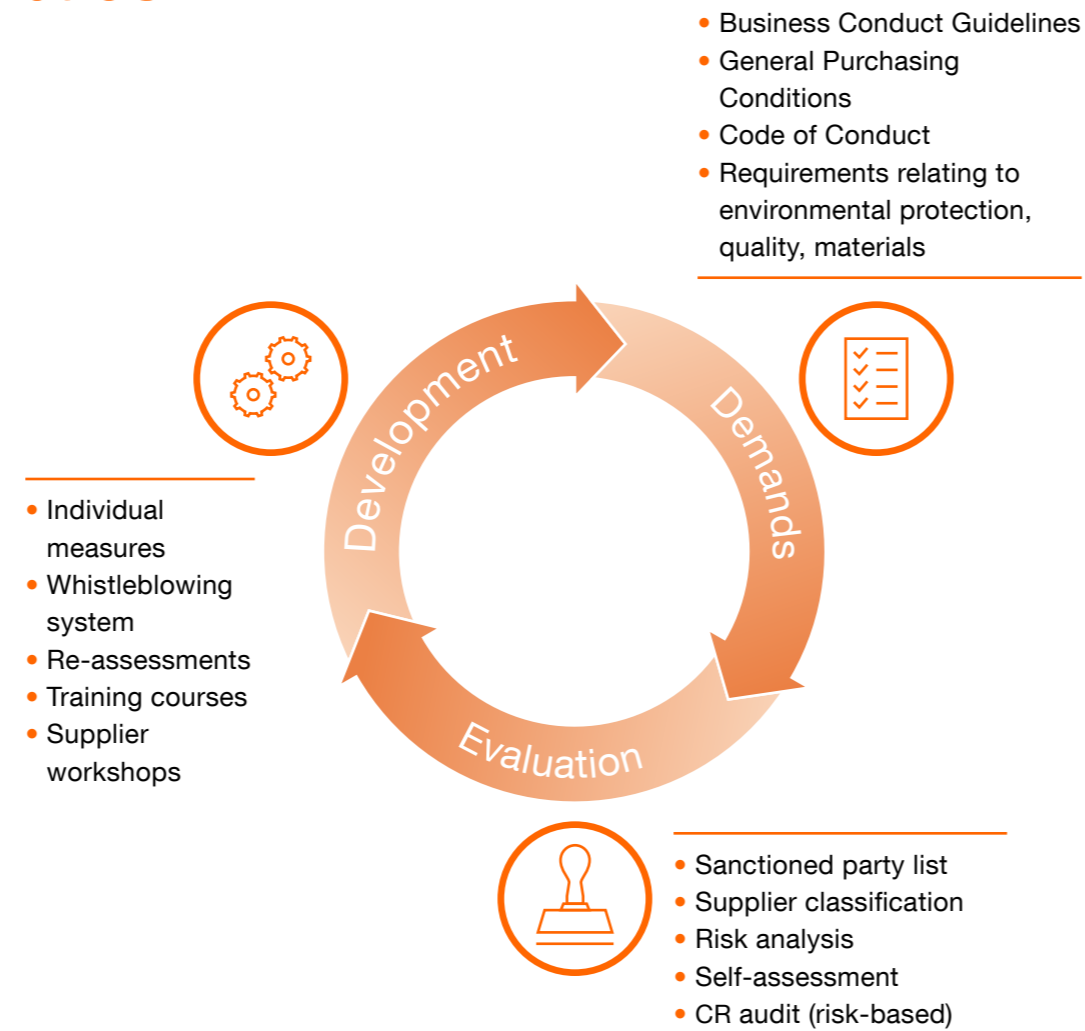 • Business Conduct Guidelines
• General Purchasing
Conditions
• Code of Conduct
• Requirements relating to
environmental protection,
quality, materials
Development
Demands
• Individual
measures
• Whistleblowing
system
• Re-assessments
• Training courses
• Supplier
workshops
Evaluation
• Sanctioned party list
• Supplier classification
• Risk analysis
• Self-assessment
• CR audit (risk-based)